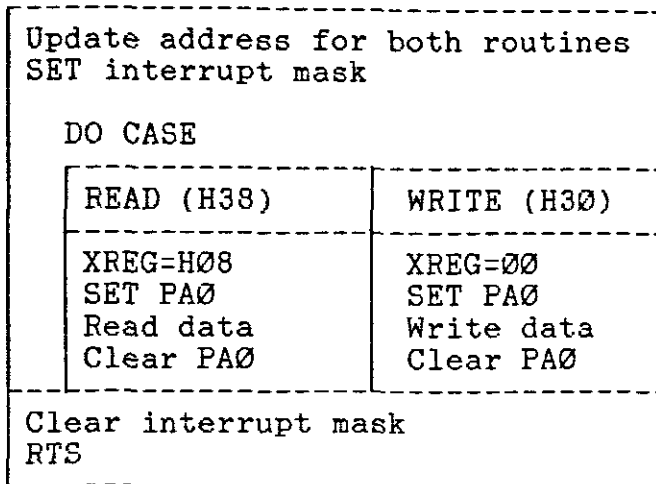 Update address for both routines
SET interrupt mask
DO CASE
READ (H38) WRITE (H3Ø)
XREG=HØ8 XREG=ØØ
SET PAØ SET PAØ
Read data Write data
Clear PAØ Clear PAØ
Clear interrupt mask
RTS